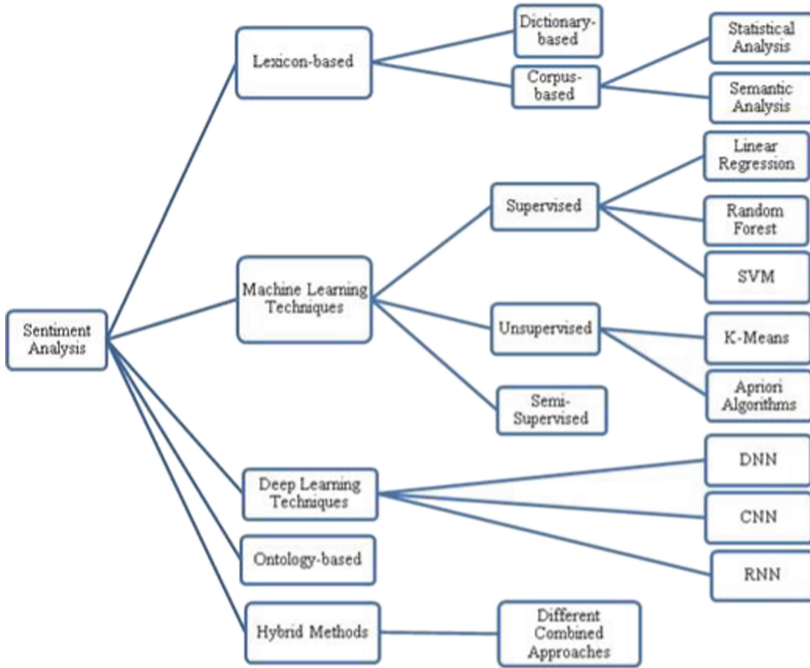 Sentiment
Analysis
Lexicon-based
Dictionary-
based
Corpus-
based
Statistical
Analysis
Semantic
Analysis
Machine Learning
Techniques
Supervised
Linear
Regression
Random
Forest
SVM
Unsupervised
K-Means
Apriori
Algorithms
Semi-
Supervised
Deep Learning
Techniques
DNN
CNN
RNN
Ontology-based
Hybrid Methods
Different
Combined
Approaches